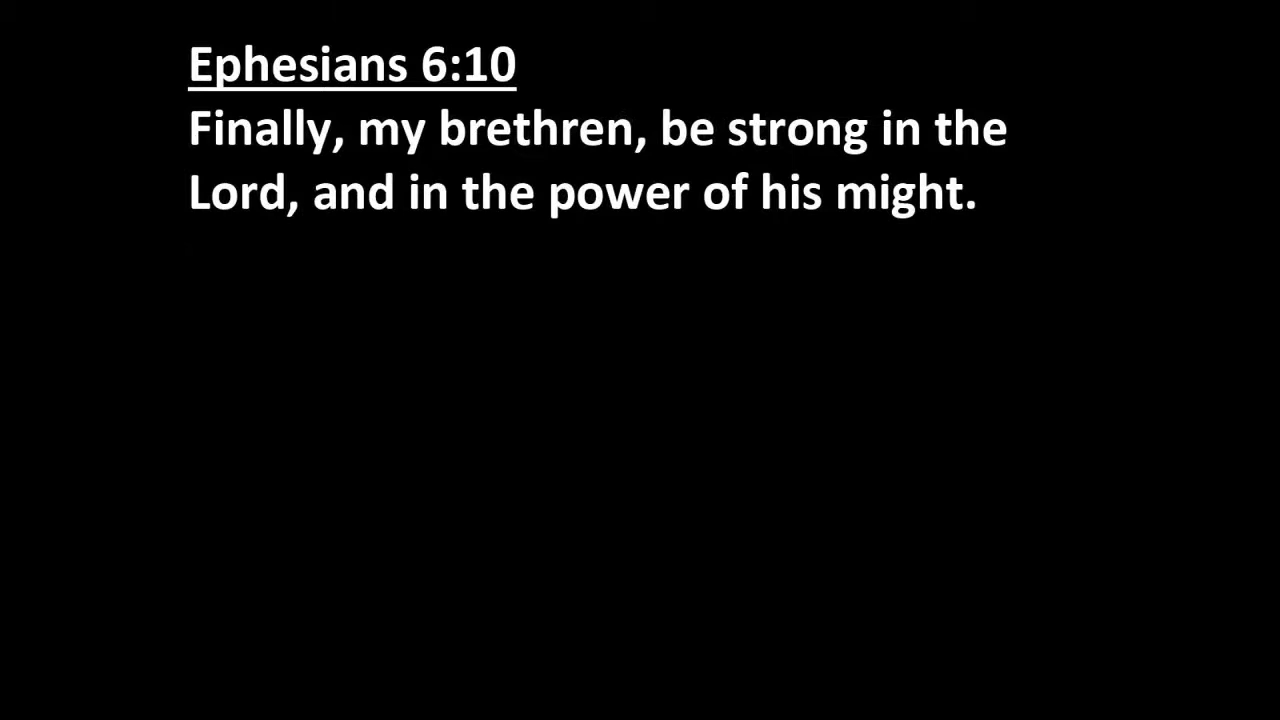 Ephesians 6:10
Finally, my brethren, be strong in the
Lord, and in the power of his might.